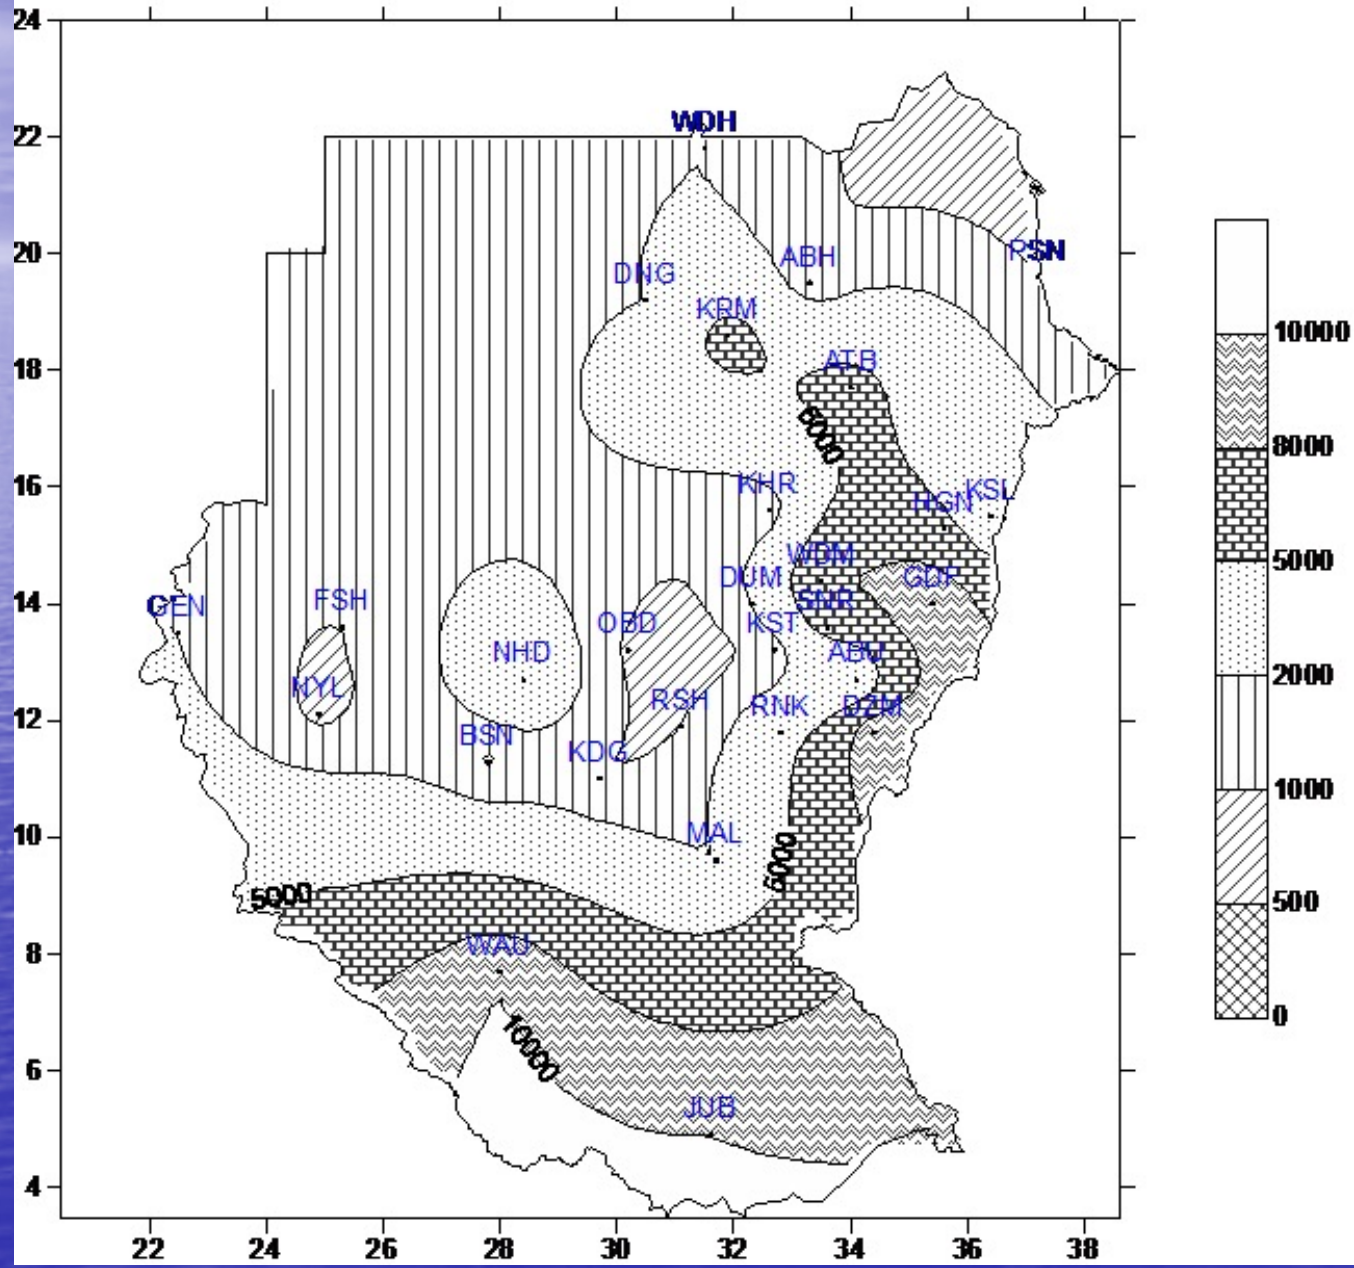 24
22
20
18
16
14
12
10
8
6
4
22
24
26
28
30
32
34
36
38
WDH
ABH
PSN
DNG
KRM
ATB
KHR
HGN
KSL
WDM
DUM
GDF
SNR
GEN
FSH
OBD
KST
NHD
ABU
NYL
RSH
RNK
DZM
BSN
KDG
MAL
WAU
JUB
5000
5000
5000
10000
10000
8000
5000
2000
1000
500
0